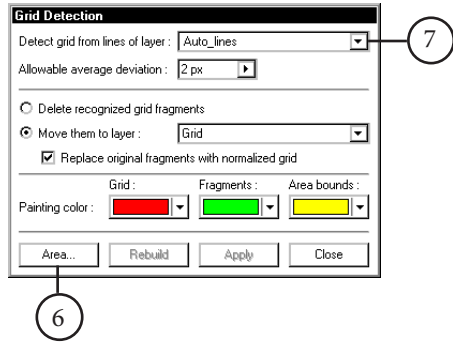 Grid Detection
Detect grid from lines of layer : Auto_lines
7
Allowable average deviation : 2 px
Delete recognized grid fragments
Move them to layer : Grid
Replace original fragments with normalized grid
Grid : Fragments : Area bounds :
Painting color :
Area... Rebuild Apply Close
6